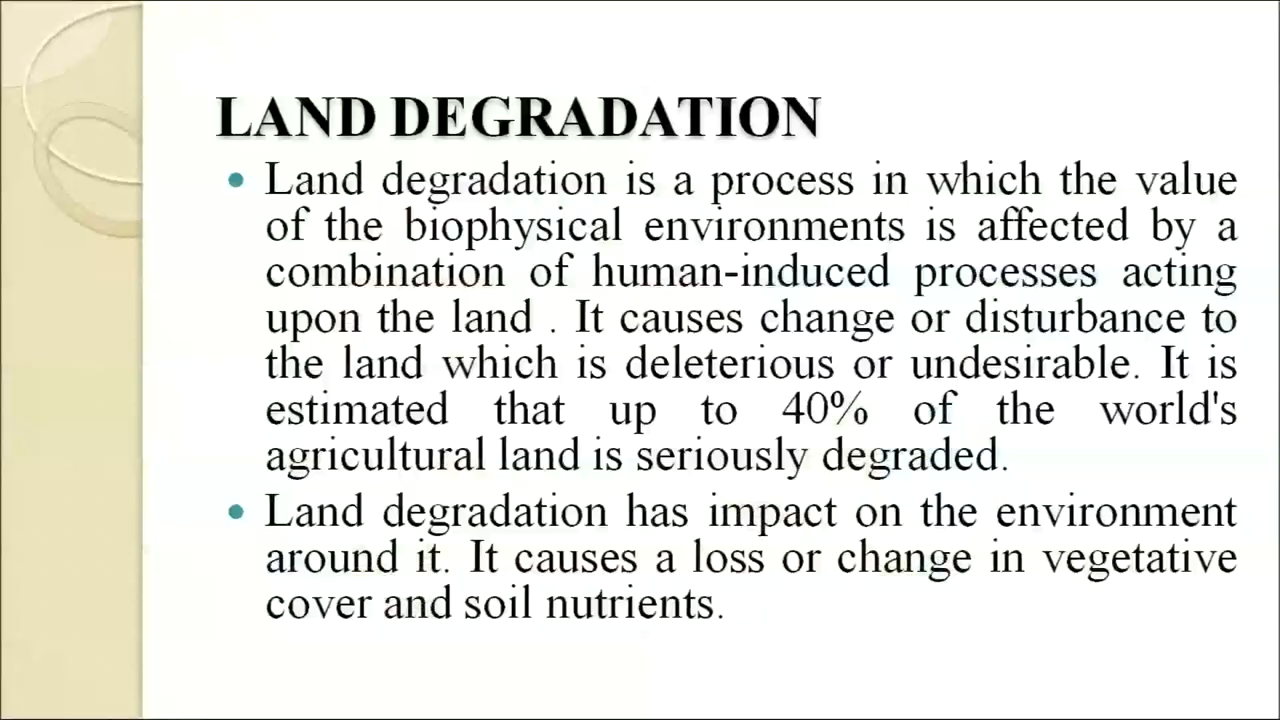 LAND DEGRADATION
• Land degradation is a process in which the value
of the biophysical environments is affected by a
combination of human-induced processes acting
upon the land . It causes change or disturbance to
the land which is deleterious or undesirable. It is
estimated that up to 40% of the world's
agricultural land is seriously degraded.
• Land degradation has impact on the environment
around it. It causes a loss or change in vegetative
cover and soil nutrients.